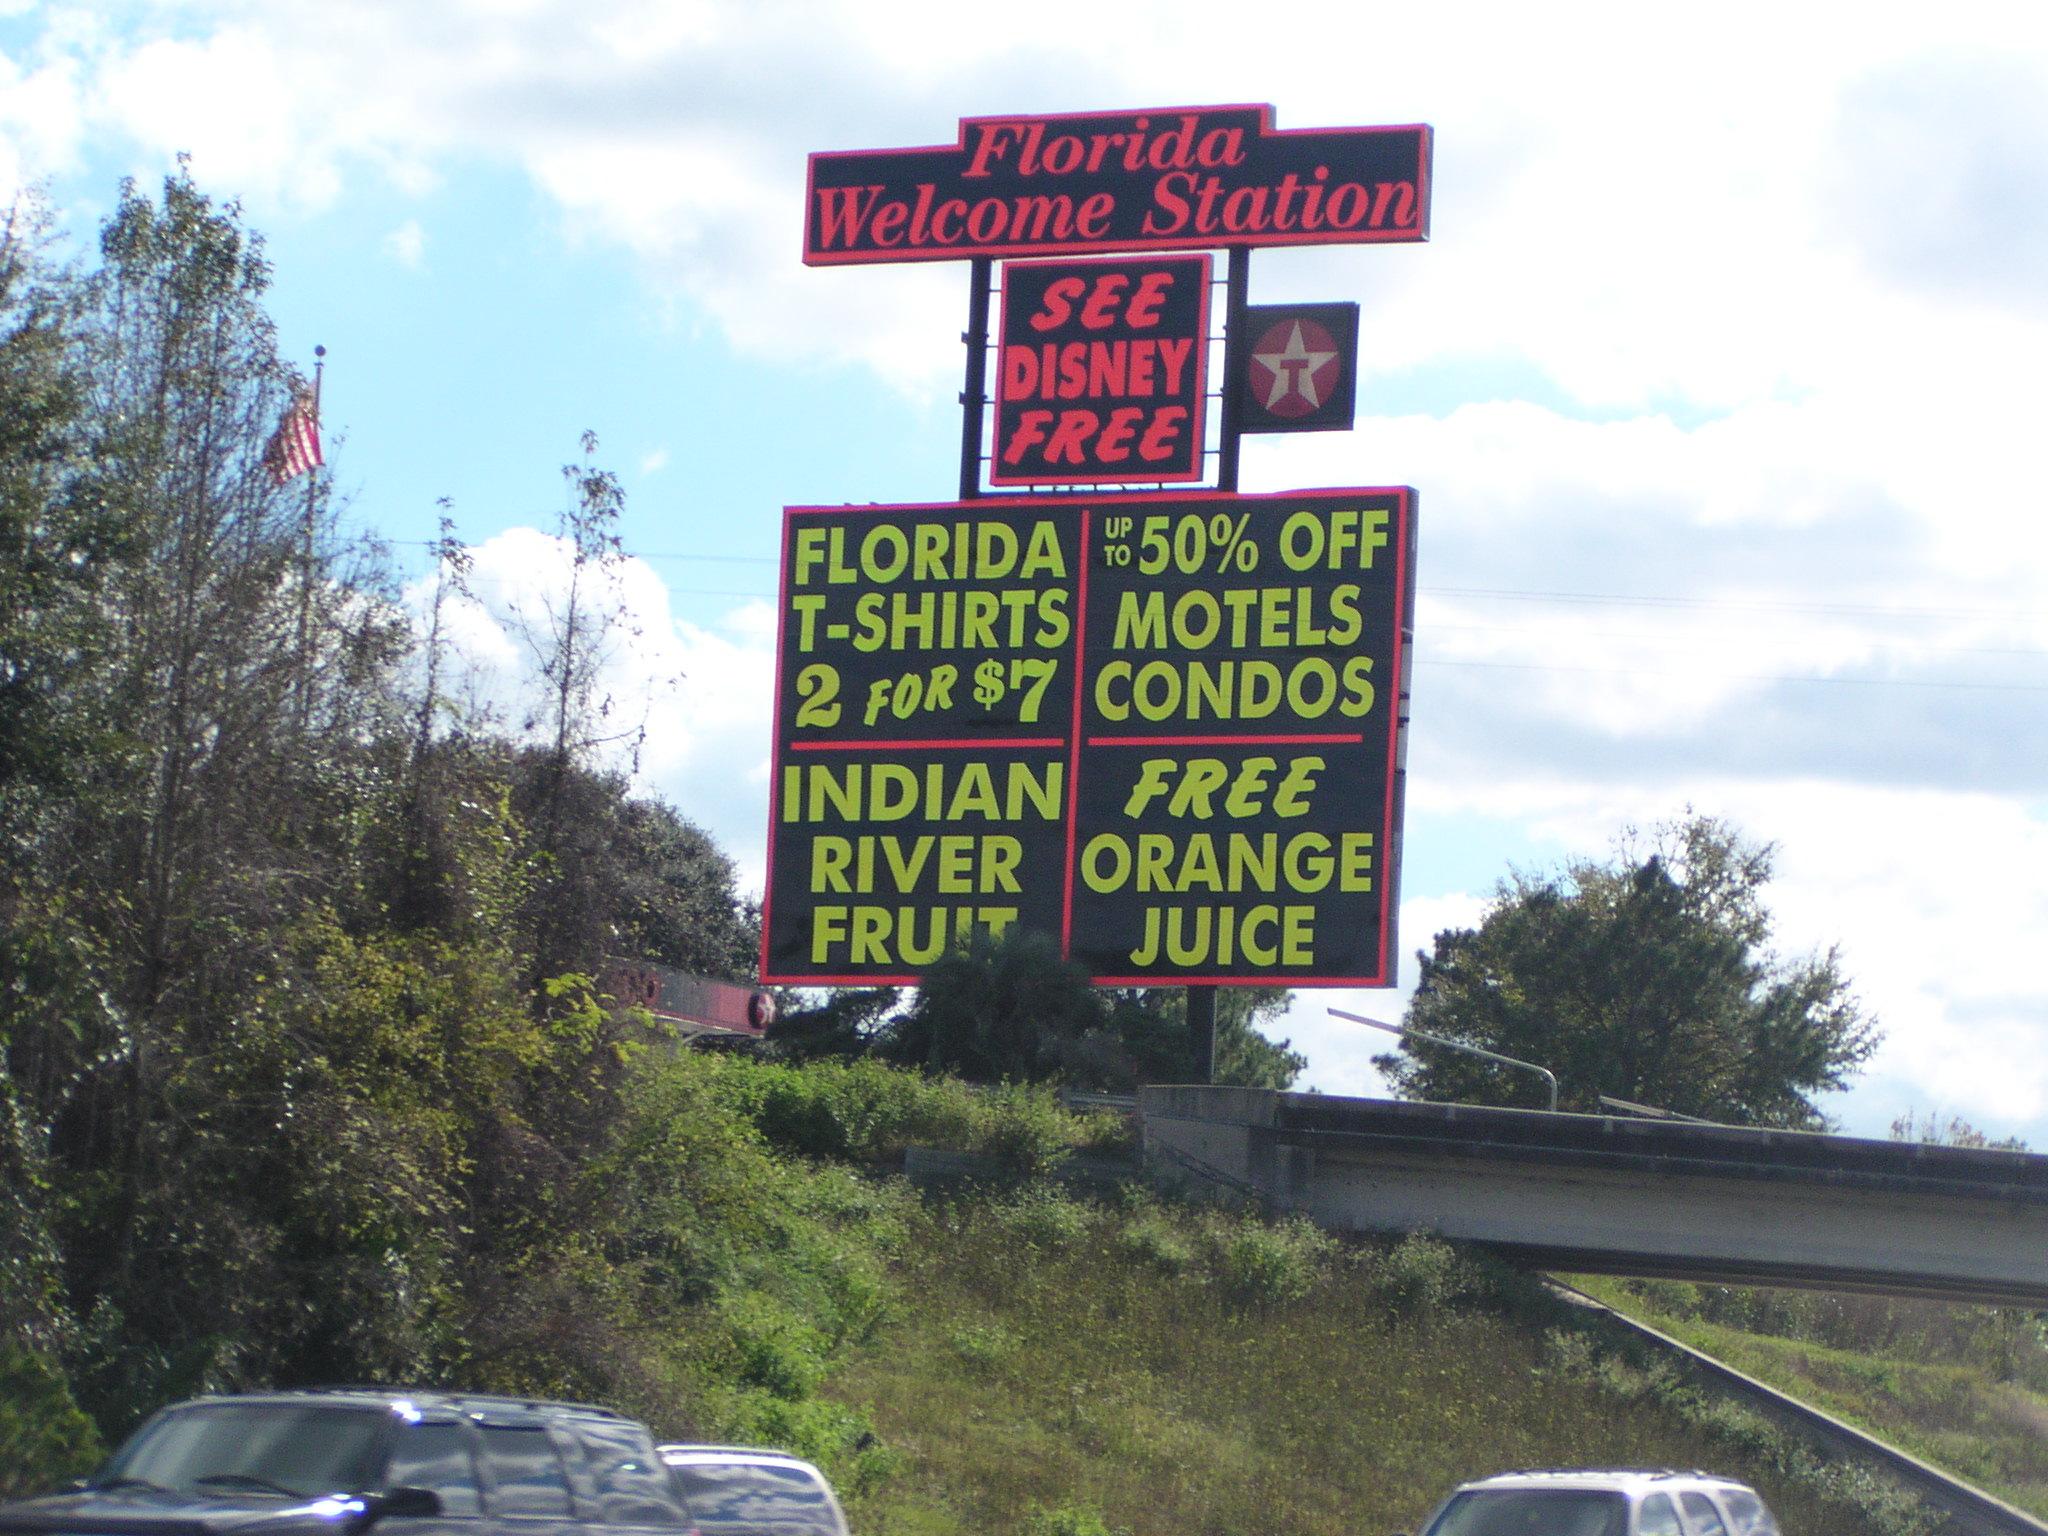 Florida
Welcome Station
SEE
DISNEY
FREE
T
FLORIDA
T-SHIRTS
2 FOR $7
UP TO 50% OFF
MOTELS
CONDOS
INDIAN
RIVER
FRUIT
FREE
ORANGE
JUICE